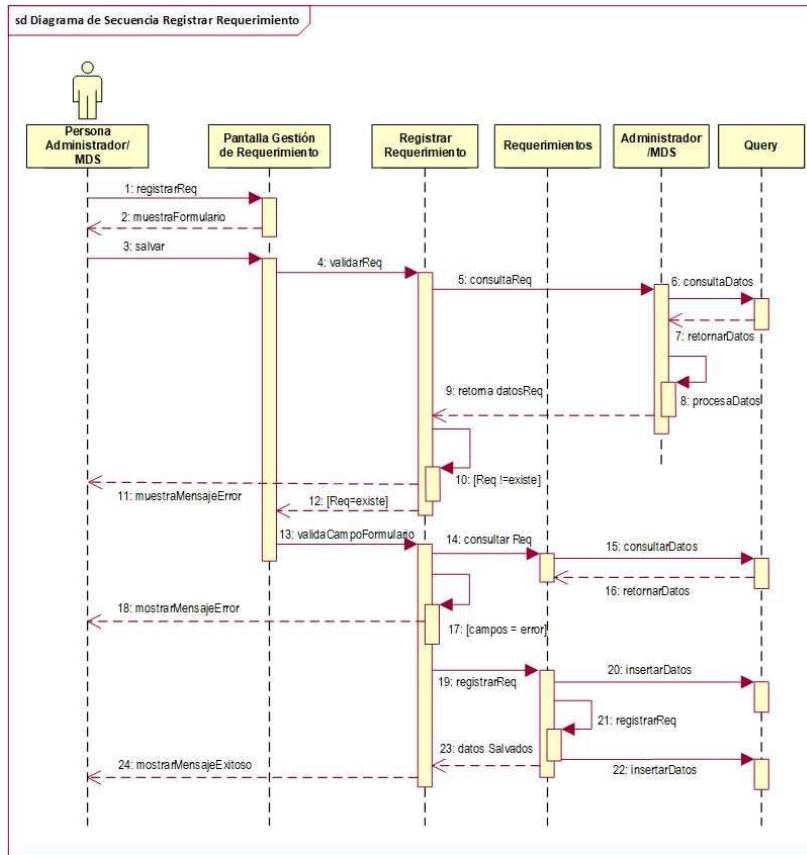 sd Diagrama de Secuencia Registrar Requerimiento
Persona
Administrador/
MDS
Pantalla Gestión
de Requerimiento
Registrar
Requerimiento
Requerimientos
Administrador
/MDS
Query
1: registrarReq
2: muestraFormulario
3: salvar
4: validarReq
5: consultaReq
6: consultaDatos
7: retornarDatos
8: procesaDatos
9: retorna datosReq
10: [Req !=existe]
11: muestraMensajeError
12: [Req=existe]
13: validaCampoFormulario
14: consultar Req
15: consultarDatos
16: retornarDatos
17: [campos = error]
18: mostrarMensajeError
19: registrarReq
20: insertarDatos
21: registrarReq
22: insertarDatos
23: datos Salvados
24: mostrarMensajeExitoso